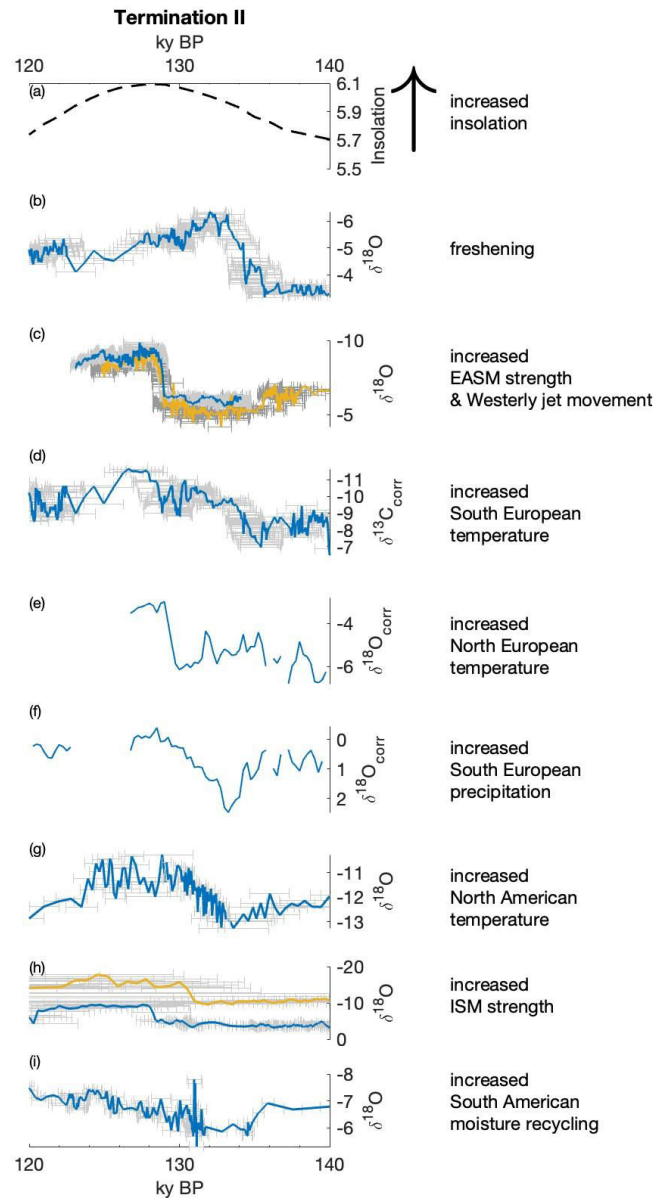 Termination II
ky BP
120 130 140
(a)
6.1
5.9
5.7
5.5
Insolation
increased
insolation
(b)
-6
-5
-4
δ18O
freshening
(c)
-10
-5
δ18O
increased
EASM strength
& Westerly jet movement
(d)
-11
-10
-9
-8
-7
δ13Ccorr
increased
South European
temperature
(e)
-4
-6
δ18Ocorr
increased
North European
temperature
(f)
0
1
2
δ18Ocorr
increased
South European
precipitation
(g)
-11
-12
-13
δ18O
increased
North American
temperature
(h)
-20
-10
0
δ18O
increased
ISM strength
(i)
-8
-7
-6
δ18O
increased
South American
moisture recycling
120 130 140
ky BP